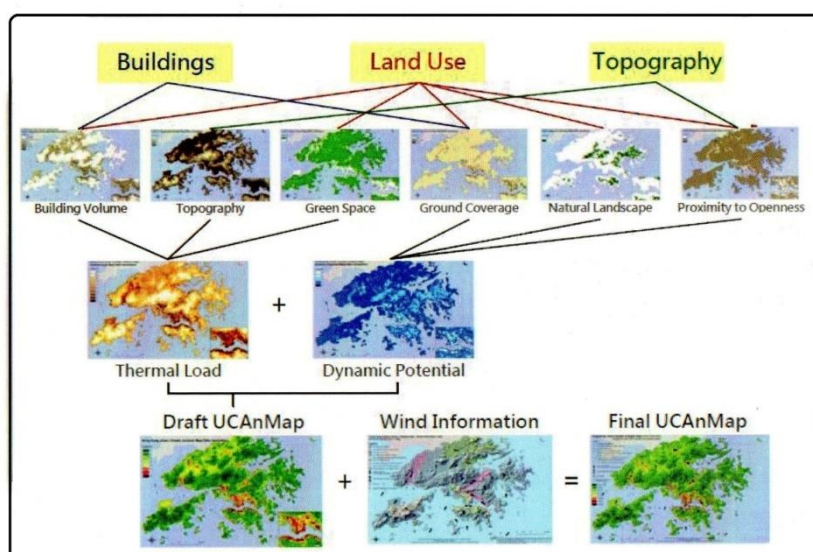 Buildings Land Use Topography
Building Volume Topography Green Space Ground Coverage Natural Landscape Proximity to Openness
+
Thermal Load Dynamic Potential
Draft UCAnMap Wind Information Final UCAnMap
+ =